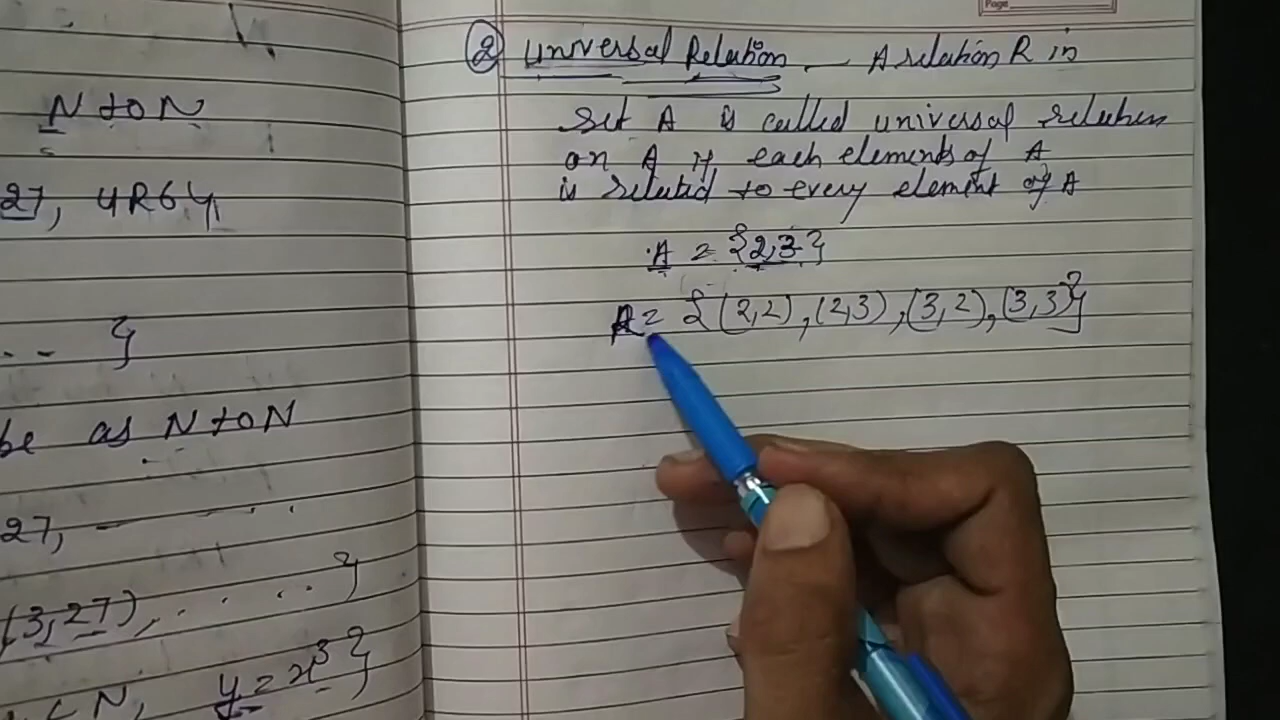 N to N
27, 4R64
... }
be as N to N
27, — ...
(3,27), .... }
N, y = x³ }
Page
② Universal Relation — A relation R in
set A is called universal relation
on A if each elements of A
is related to every element of A
A = {2,3}
R = {(2,2), (2,3), (3,2), (3,3)}